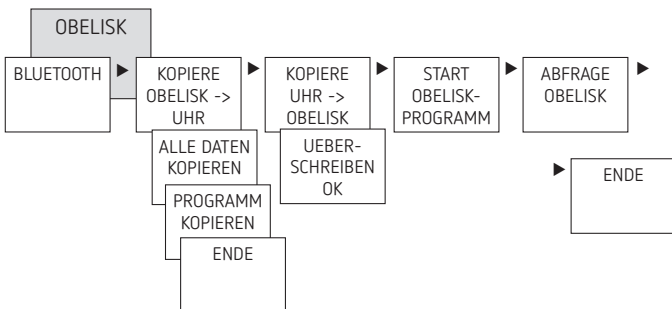 OBELISK
BLUETOOTH
KOPIERE
OBELISK ->
UHR
ALLE DATEN
KOPIEREN
PROGRAMM
KOPIEREN
ENDE
KOPIERE
UHR ->
OBELISK
UEBER-
SCHREIBEN
OK
START
OBELISK-
PROGRAMM
ABFRAGE
OBELISK
ENDE